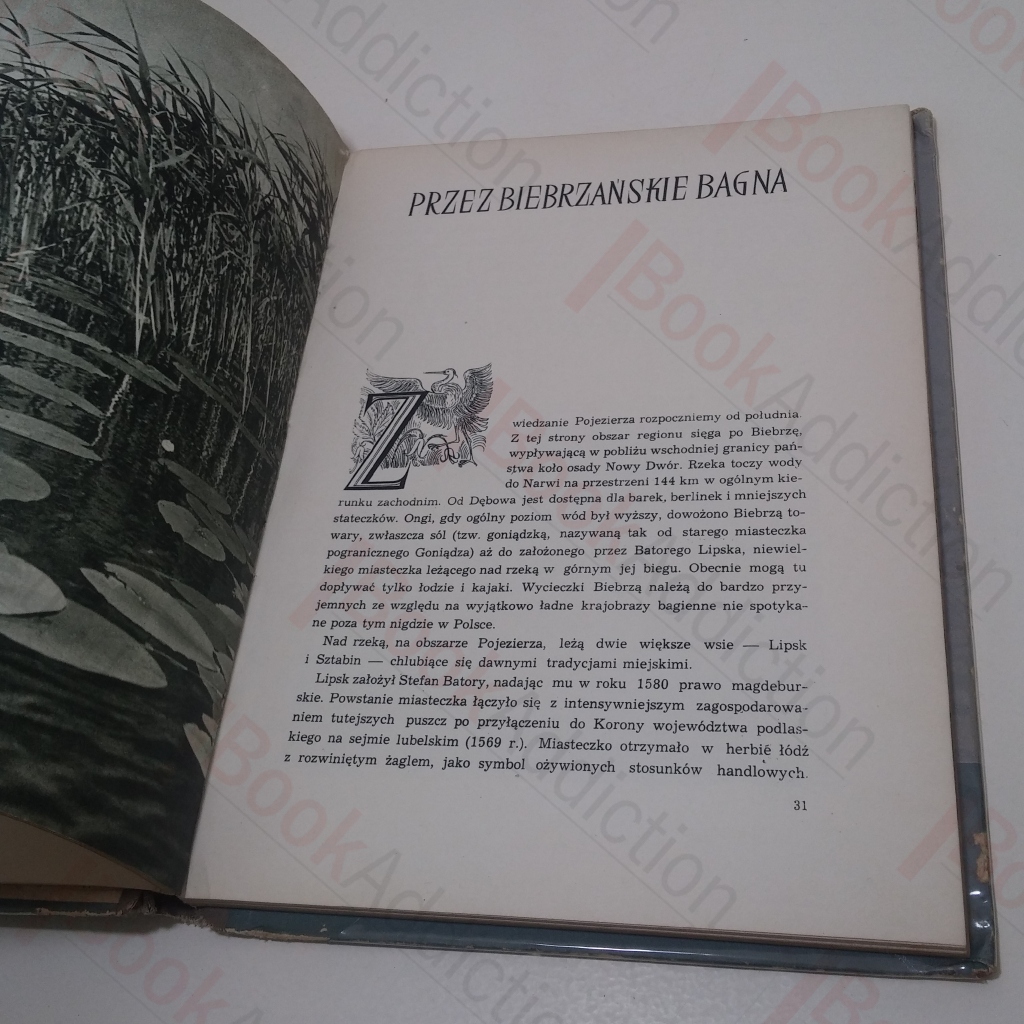 PRZEZ BIEBRZAŃSKIE BAGNA
Zwiedzanie Pojezierza rozpoczniemy od południa.
Z tej strony obszar regionu sięga po Biebrzę,
wypływającą w pobliżu wschodniej granicy pań-
stwa koło osady Nowy Dwór. Rzeka toczy wody
do Narwi na przestrzeni 144 km w ogólnym kie-
runku zachodnim. Od Dębowa jest dostępna dla barek, berlinek i mniejszych
stateczków. Ongi, gdy ogólny poziom wód był wyższy, dowożono Biebrzą to-
wary, zwłaszcza sól (tzw. goniądzką, nazywaną tak od starego miasteczka
pogranicznego Goniądza) aż do założonego przez Batorego Lipska, niewiel-
kiego miasteczka leżącego nad rzeką w górnym jej biegu. Obecnie mogą tu
dopływać tylko łodzie i kajaki. Wycieczki Biebrzą należą do bardzo przy-
jemnych ze względu na wyjątkowo ładne krajobrazy bagienne nie spotyka-
ne poza tym nigdzie w Polsce.
Nad rzeką, na obszarze Pojezierza, leżą dwie większe wsie — Lipsk
i Sztabin — chlubiące się dawnymi tradycjami miejskimi.
Lipsk założył Stefan Batory, nadając mu w roku 1580 prawo magdebur-
skie. Powstanie miasteczka łączyło się z intensywniejszym zagospodarowa-
niem tutejszych puszcz po przyłączeniu do Korony województwa podlas-
kiego na sejmie lubelskim (1569 r.). Miasteczko otrzymało w herbie łódź
z rozwiniętym żaglem, jako symbol ożywionych stosunków handlowych.
31
BookAddiction
BookAddiction
BookAddiction
BookAddiction
BookAddiction